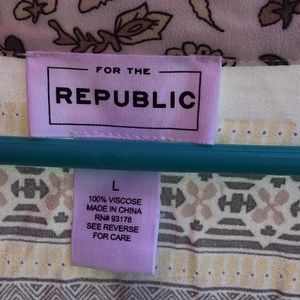 FOR THE
REPUBLIC
L
100% VISCOSE
MADE IN CHINA
RN# 93178
SEE REVERSE
FOR CARE